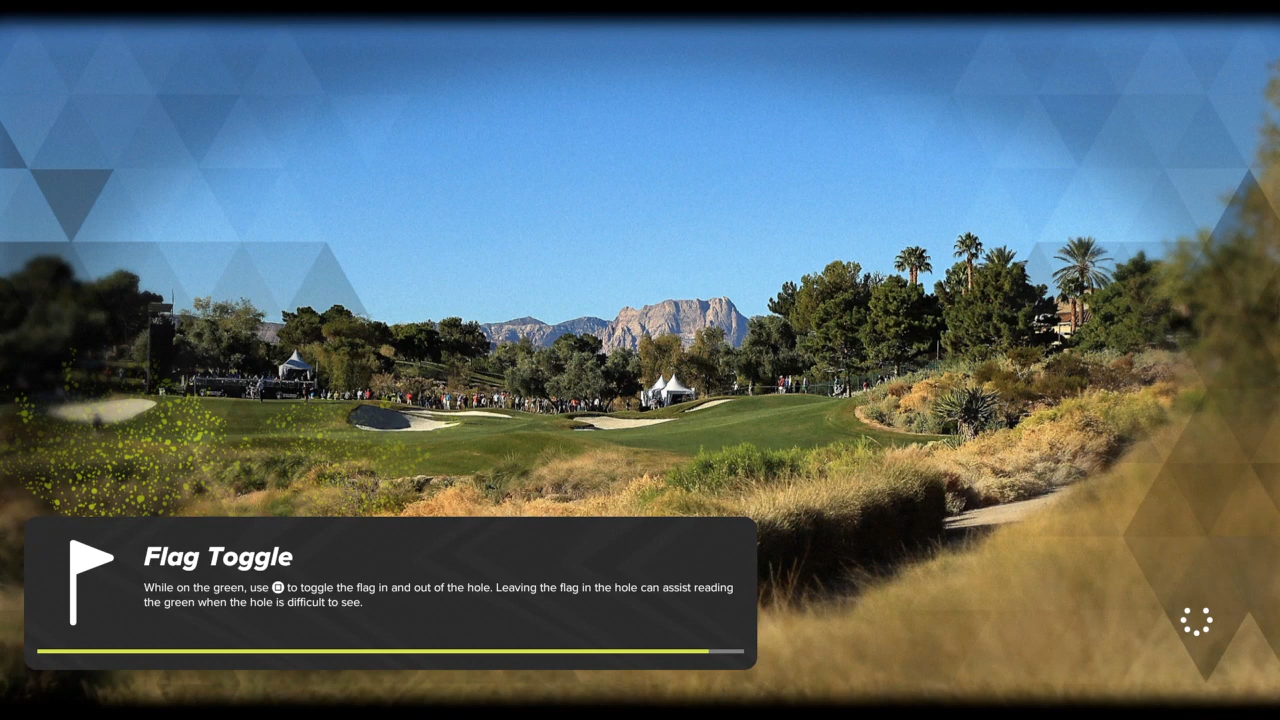 Flag Toggle
While on the green, use to toggle the flag in and out of the hole. Leaving the flag in the hole can assist reading
the green when the hole is difficult to see.